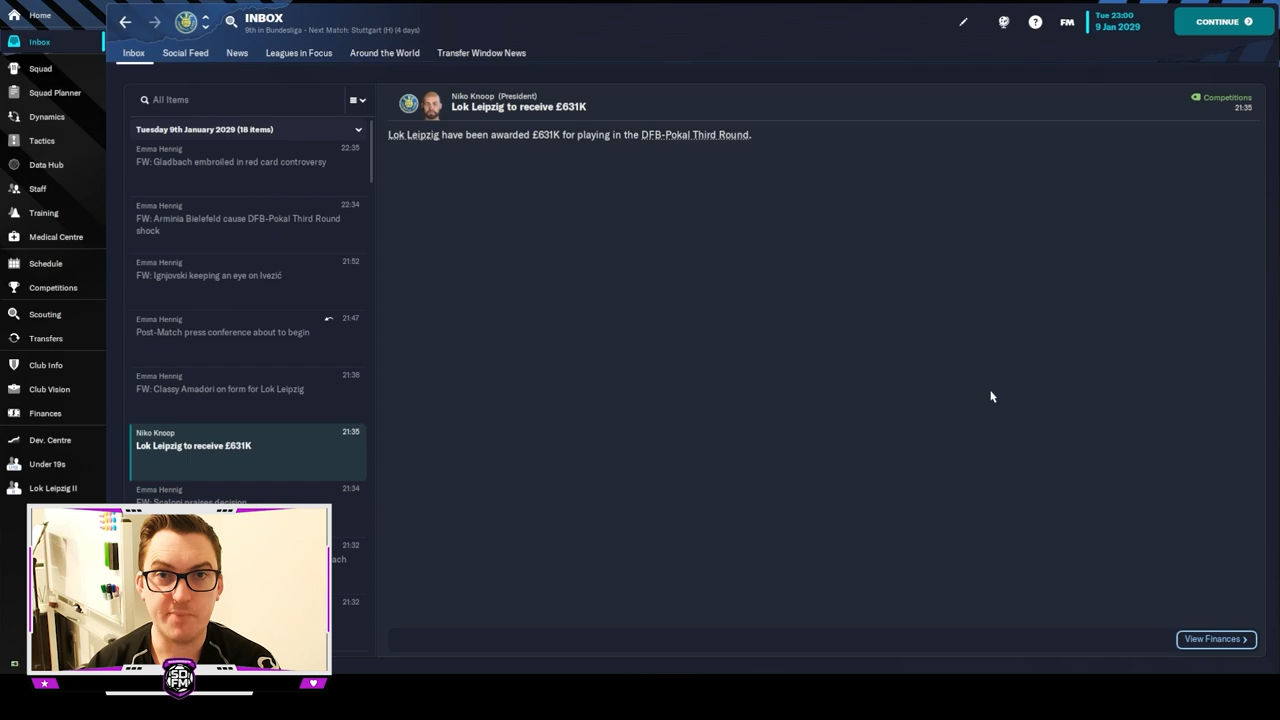 Home
Inbox
Squad
Squad Planner
Dynamics
Tactics
Data Hub
Staff
Training
Medical Centre
Schedule
Competitions
Scouting
Transfers
Club Info
Club Vision
Finances
Dev. Centre
Under 19s
Lok Leipzig II
INBOX
9th in Bundesliga - Next Match: Stuttgart (H) (4 days)
FM
Tue 23:00
9 Jan 2029
CONTINUE
Inbox
Social Feed
News
Leagues in Focus
Around the World
Transfer Window News
All Items
Tuesday 9th January 2029 (18 items)
Emma Hennig
22:35
FW: Gladbach embroiled in red card controversy
Emma Hennig
22:34
FW: Arminia Bielefeld cause DFB-Pokal Third Round
shock
Emma Hennig
21:52
FW: Ignjovski keeping an eye on Ivezić
Emma Hennig
21:47
Post-Match press conference about to begin
Emma Hennig
21:38
FW: Classy Amadori on form for Lok Leipzig
Niko Knoop
21:35
Lok Leipzig to receive £631K
Emma Hennig
21:34
FW: Scaloni praises decision
21:32
21:32
Niko Knoop (President)
Lok Leipzig to receive £631K
Competitions
21:35
Lok Leipzig have been awarded £631K for playing in the DFB-Pokal Third Round.
View Finances
SD
FM